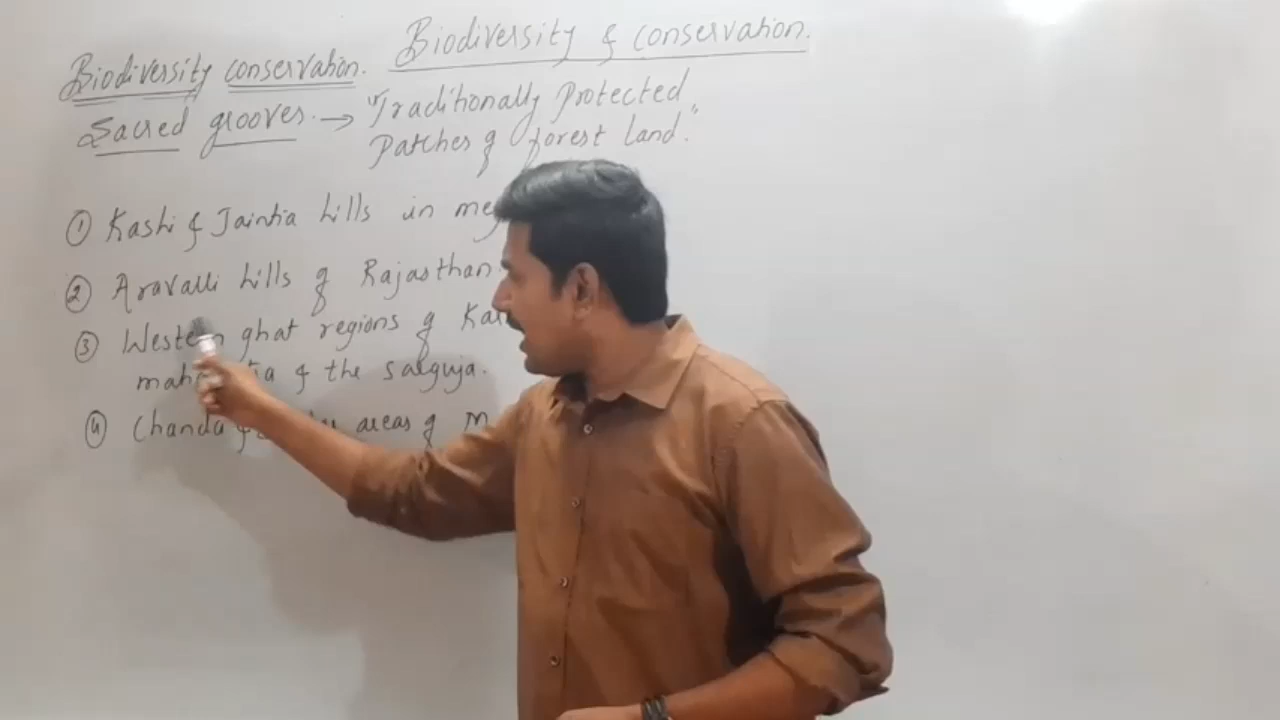 Biodiversity & conservation.
Biodiversity conservation.
Sacred grooves. → "Traditionally Protected
Patches of forest land."
① Kashi & Jaintia hills in
② Aravalli hills of Rajasthan
③ Western ghat regions of
& the Salguja.
④ Chanda & areas of